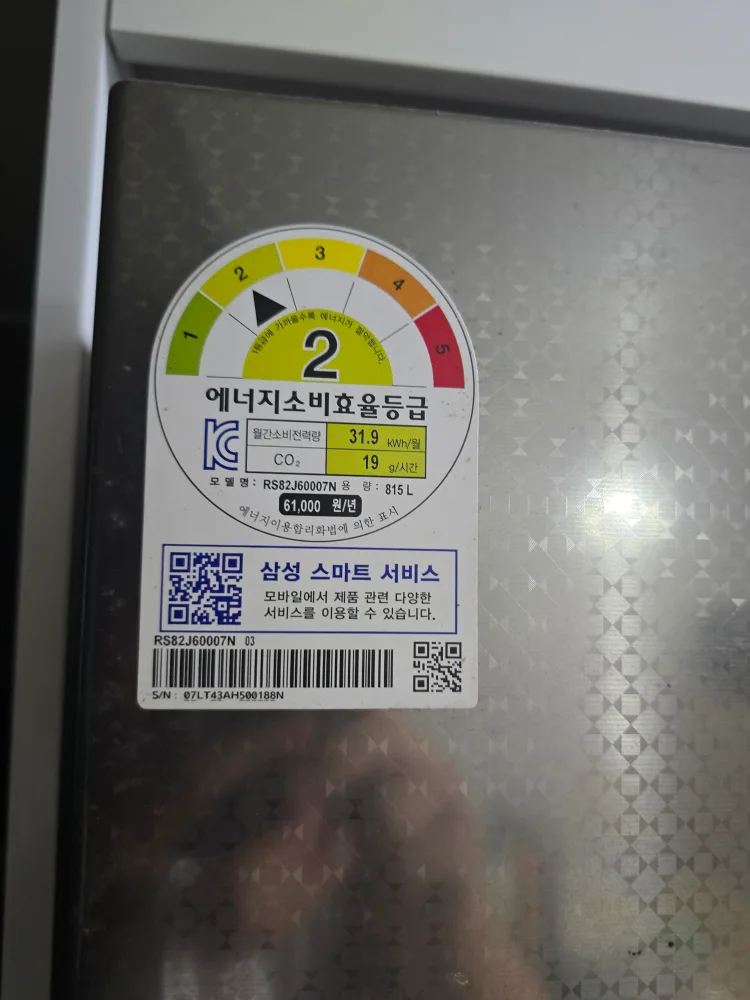 1 2 3 4 5
1등급에 가까울수록 에너지가 절약됩니다.
2
에너지소비효율등급
월간소비전력량 31.9 kWh/월
CO₂ 19 g/시간
모 델 명 : RS82J60007N 용 량 : 815 L
61,000 원/년
에너지이용합리화법에 의한 표시
삼성 스마트 서비스
모바일에서 제품 관련 다양한
서비스를 이용할 수 있습니다.
RS82J60007N 03
S/N : 07LT43AH500188N